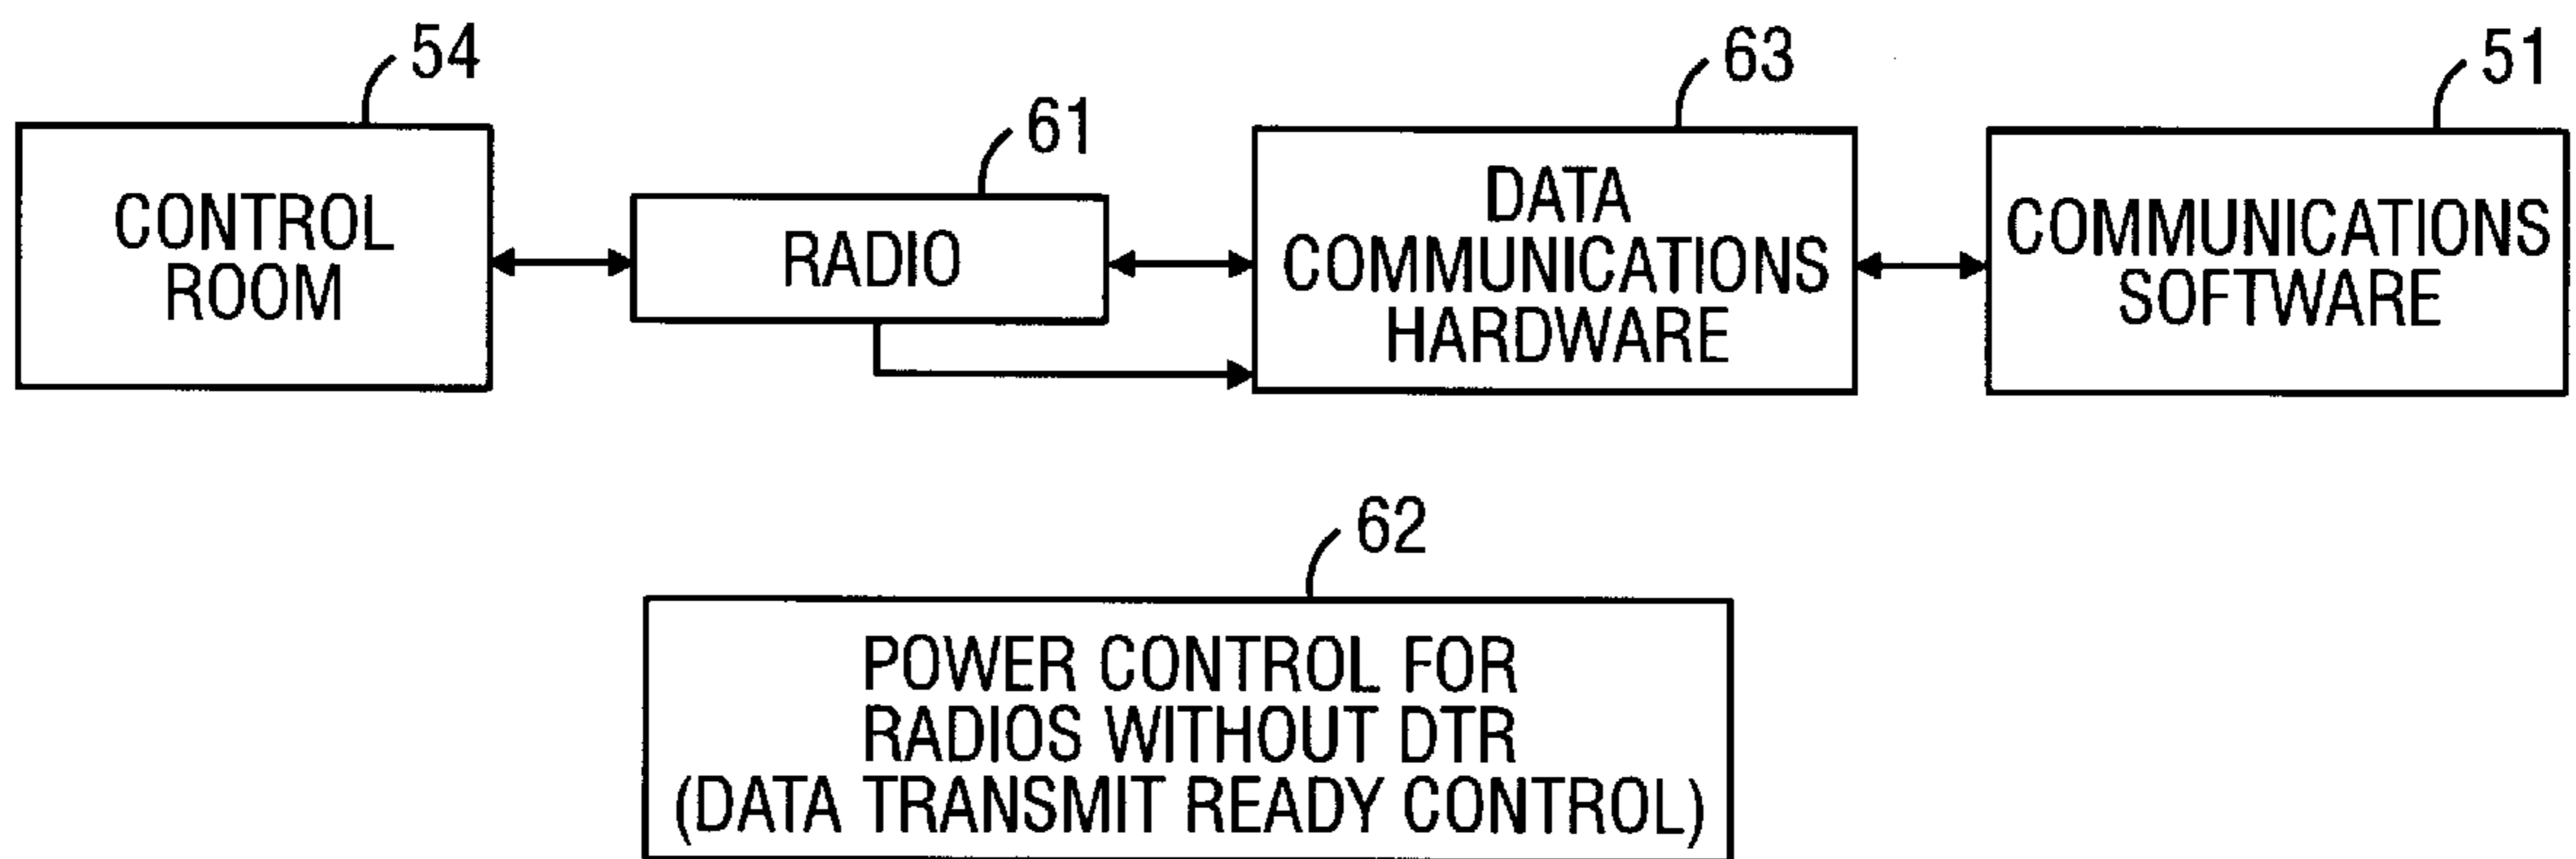 54
61
63
51
CONTROL
ROOM
RADIO
DATA
COMMUNICATIONS
HARDWARE
COMMUNICATIONS
SOFTWARE
62
POWER CONTROL FOR
RADIOS WITHOUT DTR
(DATA TRANSMIT READY CONTROL)